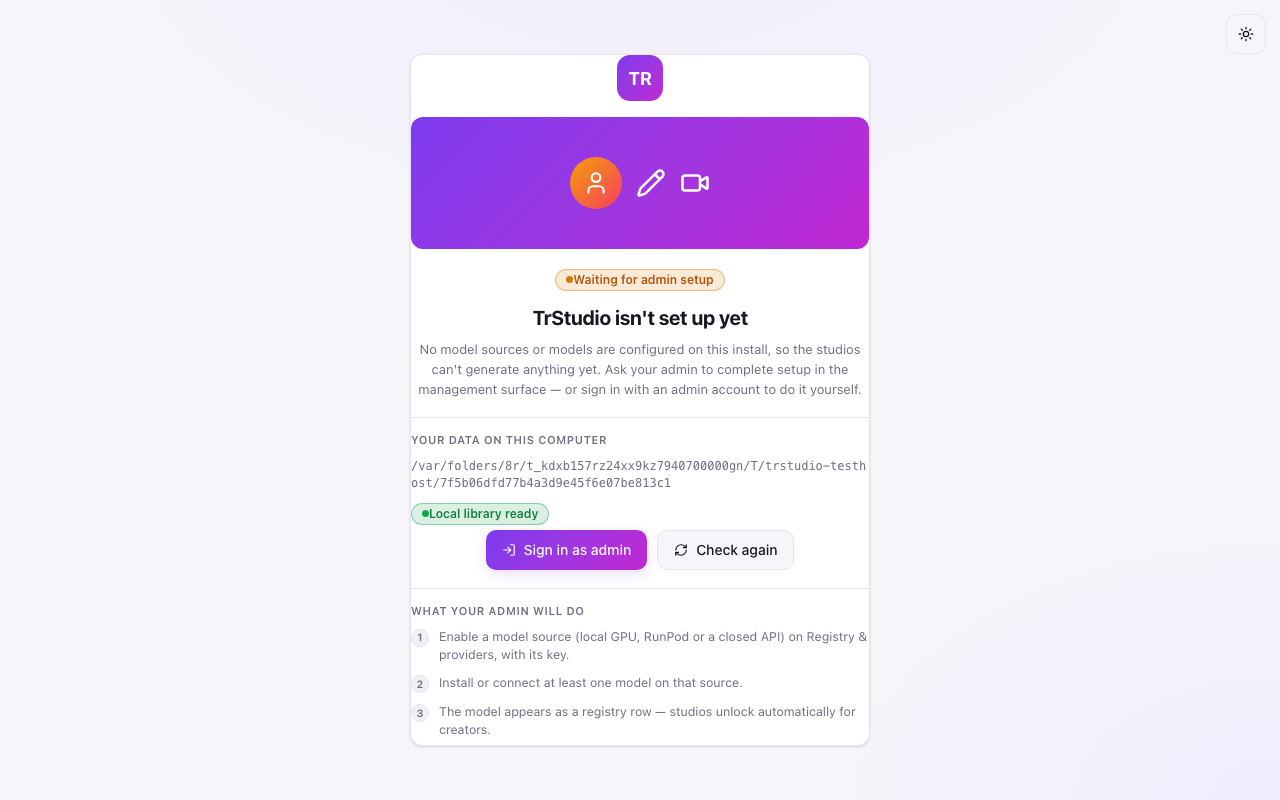 TR
Waiting for admin setup
TrStudio isn't set up yet
No model sources or models are configured on this install, so the studios
can't generate anything yet. Ask your admin to complete setup in the
management surface — or sign in with an admin account to do it yourself.
YOUR DATA ON THIS COMPUTER
/var/folders/8r/t_kdxb157rz24xx9kz7940700000gn/T/trstudio-testh
ost/7f5b06dfd77b4a3d9e45f6e07be813c1
Local library ready
Sign in as admin
Check again
WHAT YOUR ADMIN WILL DO
1 Enable a model source (local GPU, RunPod or a closed API) on Registry &
providers, with its key.
2 Install or connect at least one model on that source.
3 The model appears as a registry row — studios unlock automatically for
creators.